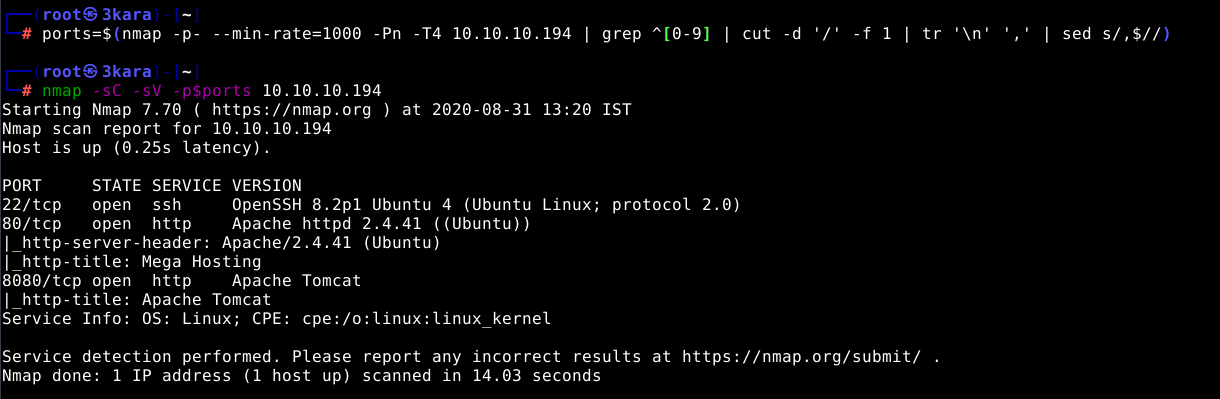 (root㉿3kara)-[~]
# ports=$(nmap -p- --min-rate=1000 -Pn -T4 10.10.10.194 | grep ^[0-9] | cut -d '/' -f 1 | tr '\n' ',' | sed s/,$//)
(root㉿3kara)-[~]
# nmap -sC -sV -p$ports 10.10.10.194
Starting Nmap 7.70 ( https://nmap.org ) at 2020-08-31 13:20 IST
Nmap scan report for 10.10.10.194
Host is up (0.25s latency).
PORT     STATE SERVICE VERSION
22/tcp   open  ssh     OpenSSH 8.2p1 Ubuntu 4 (Ubuntu Linux; protocol 2.0)
80/tcp   open  http    Apache httpd 2.4.41 ((Ubuntu))
|_http-server-header: Apache/2.4.41 (Ubuntu)
|_http-title: Mega Hosting
8080/tcp open  http    Apache Tomcat
|_http-title: Apache Tomcat
Service Info: OS: Linux; CPE: cpe:/o:linux:linux_kernel
Service detection performed. Please report any incorrect results at https://nmap.org/submit/ .
Nmap done: 1 IP address (1 host up) scanned in 14.03 seconds